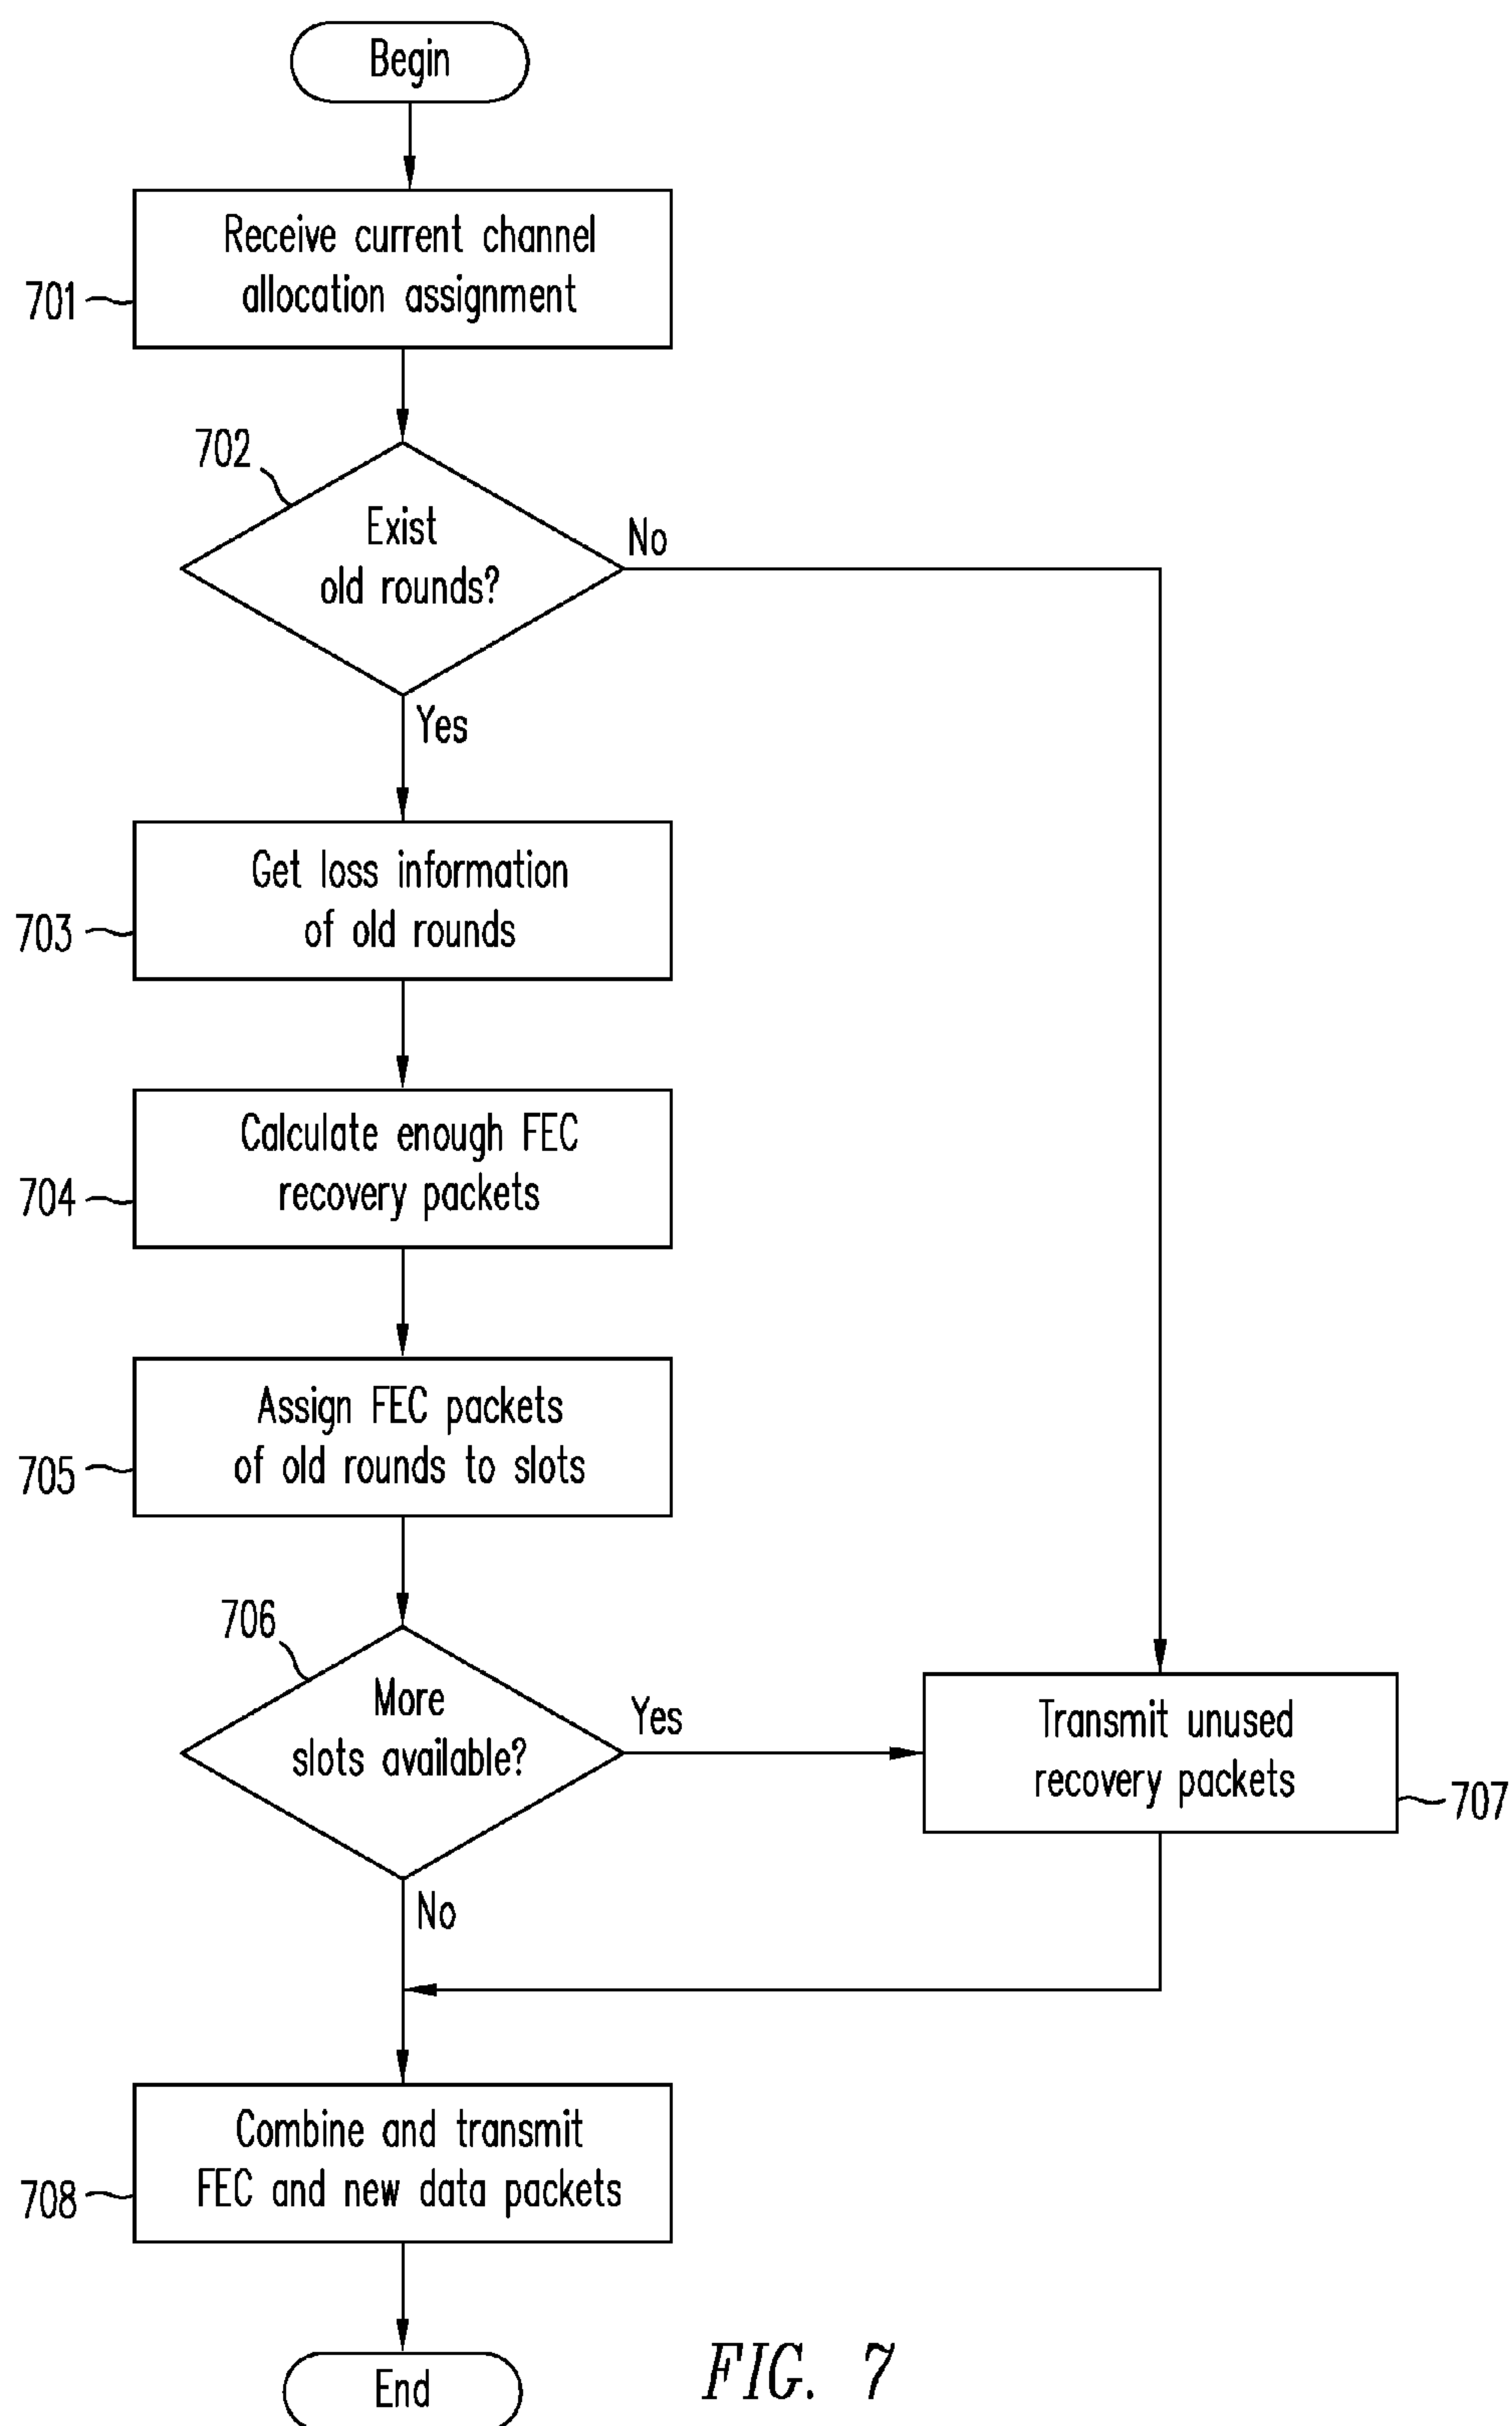 Begin
Receive current channel
allocation assignment
701
702
Exist
old rounds?
No
Yes
Get loss information
of old rounds
703
Calculate enough FEC
recovery packets
704
Assign FEC packets
of old rounds to slots
705
706
More
slots available?
Yes
Transmit unused
recovery packets
707
No
Combine and transmit
FEC and new data packets
708
End
FIG. 7